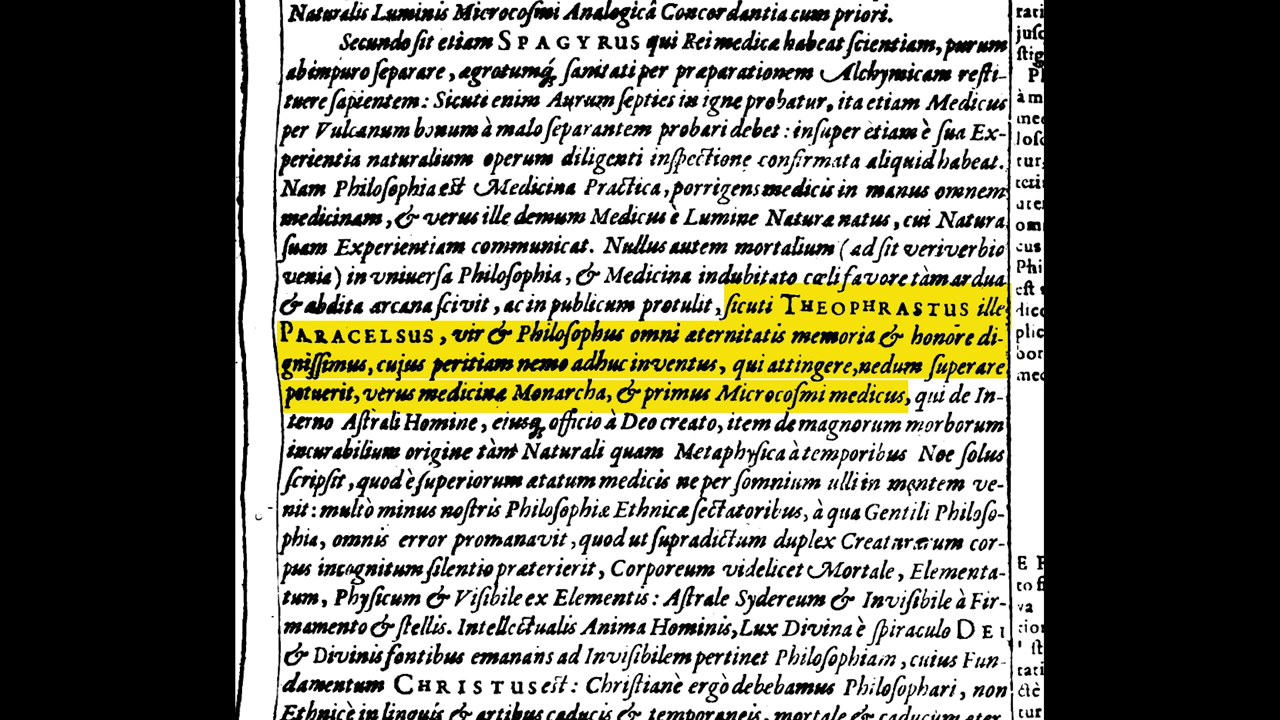 Naturalis Luminis Microcosmi Analogicâ Concordantia cum priori.
Secundo sit etiam SPAGYRUS qui Rei medicæ habeat scientiam, purum
ab impuro separare, ægrotumq́; sanitati per præparationem Alchymicam resti-
tuere sapientem: Sicuti enim Aurum septies in igne probatur, ita etiam Medicus
per Vulcanum bonum à malo separantem probari debet: insuper etiam è sua Ex-
perientia naturalium operum diligenti inspectione confirmata aliquid habeat.
Nam Philosophia est Medicina Practica, porrigens medicis in manus omnem
medicinam, & verus ille demum Medicus è Lumine Naturæ natus, cui Natura
suam Experientiam communicat. Nullus autem mortalium (ad sit veri verbio
venia) in vniuersa Philosophia, & Medicina indubitato cœli favore tàm ardua
& abdita arcana scivit, ac in publicum protulit, sicuti THEOPHRASTUS ille
PARACELSUS, vir & Philosophus omni æternitatis memoria & honōre di-
gnissimus, cujus peritiam nemo adhuc inventus, qui attingere, nedum superare
potuerit, verus medicinæ Monarcha, & primus Microcosmi medicus, qui de In-
terno Astrali Homine, eiusq; officio à Deo creato, item de magnorum morborum
incurabilium origine tàm Naturali quam Metaphysica à temporibus Noe solus
scripsit, quod è superiorum ætatum medicis ne per somnium ulli in mentem ve-
nit: multò minus nostris Philosophiæ Ethnicæ sectatoribus, à qua Gentili Philoso-
phia, omnis error promanavit, quod ut supradictum duplex Creaturarum cor-
pus incognitum silentio præterierit, Corporeum videlicet Mortale, Elementa-
tum, Physicum & Visibile ex Elementis: Astrale Sydereum & Invisibile à Fir-
mamento & stellis. Intellectualis Anima Hominis, Lux Divina è spiraculo DEI
& Divinis fontibus emanans ad Invisibilem pertinet Philosophiam, cuius Fun-
damentum CHRISTUS est: Christianè ergò debebamus Philosophari, non
Ethnicè in linguis & artibus caducis & temporaneis, mortale & caducum æter